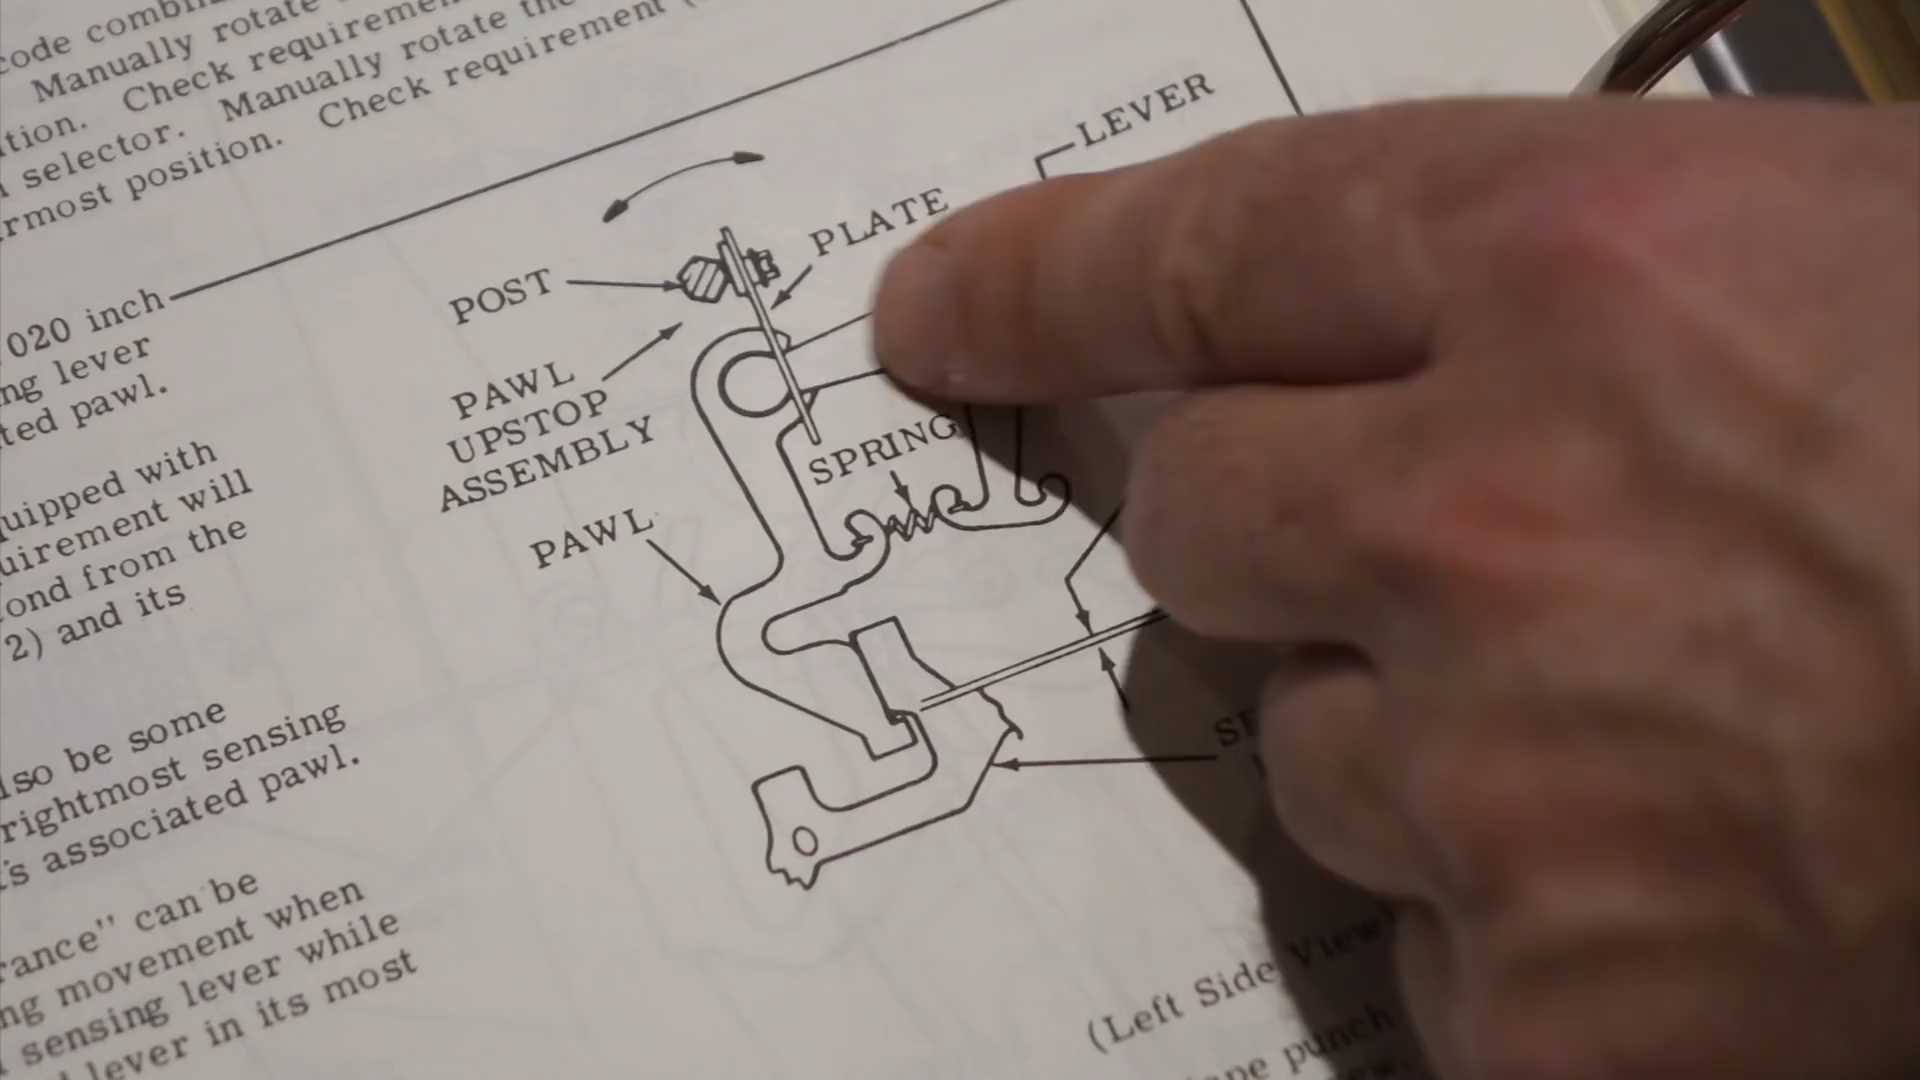 code
Manually rotate
tion. Check
selector. Manually rotate the
rmost position. Check requirement (
020 inch
ng lever
ted pawl.
uipped with
uirement will
ond from the
2) and its
lso be some
rightmost sensing
s associated pawl.
rance" can be
ng movement when
sensing lever while
lever in its most
LEVER
PLATE
POST
PAWL
UPSTOP
ASSEMBLY
SPRING
PAWL
SE
(Left Side View)
punch